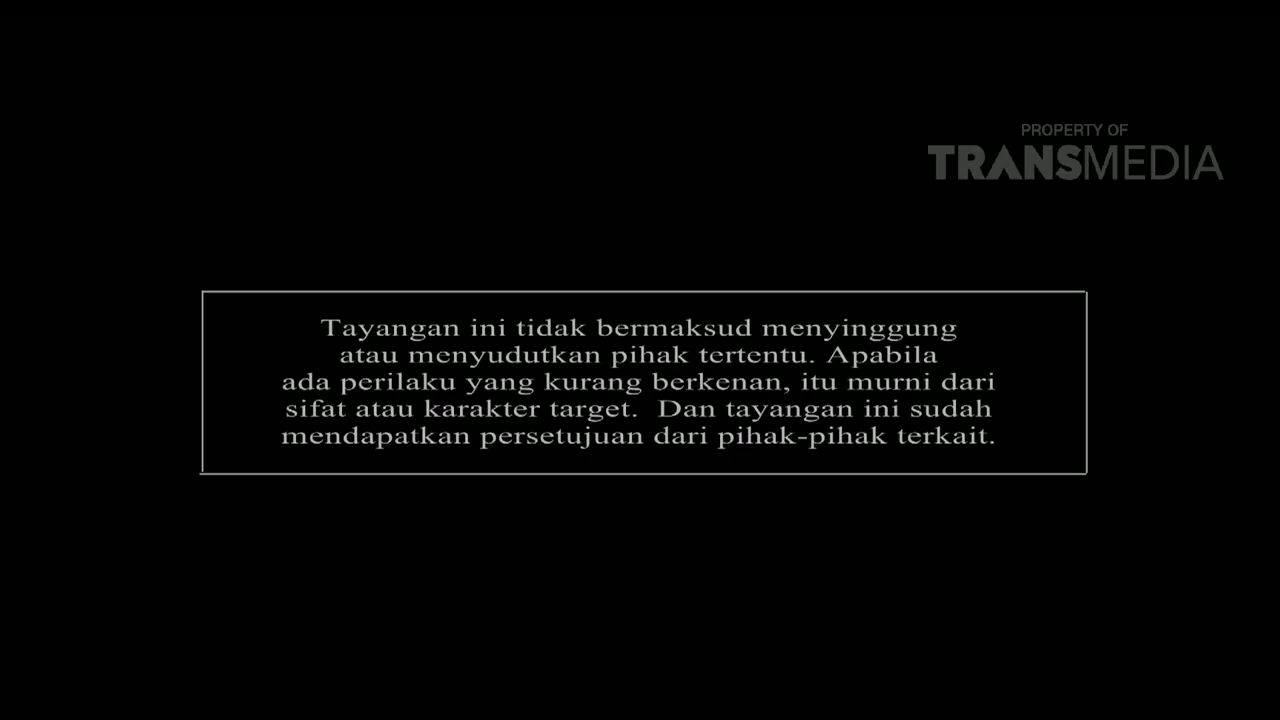 PROPERTY OF
TRANSMEDIA
Tayangan ini tidak bermaksud menyinggung
atau menyudutkan pihak tertentu. Apabila
ada perilaku yang kurang berkenan, itu murni dari
sifat atau karakter target. Dan tayangan ini sudah
mendapatkan persetujuan dari pihak-pihak terkait.